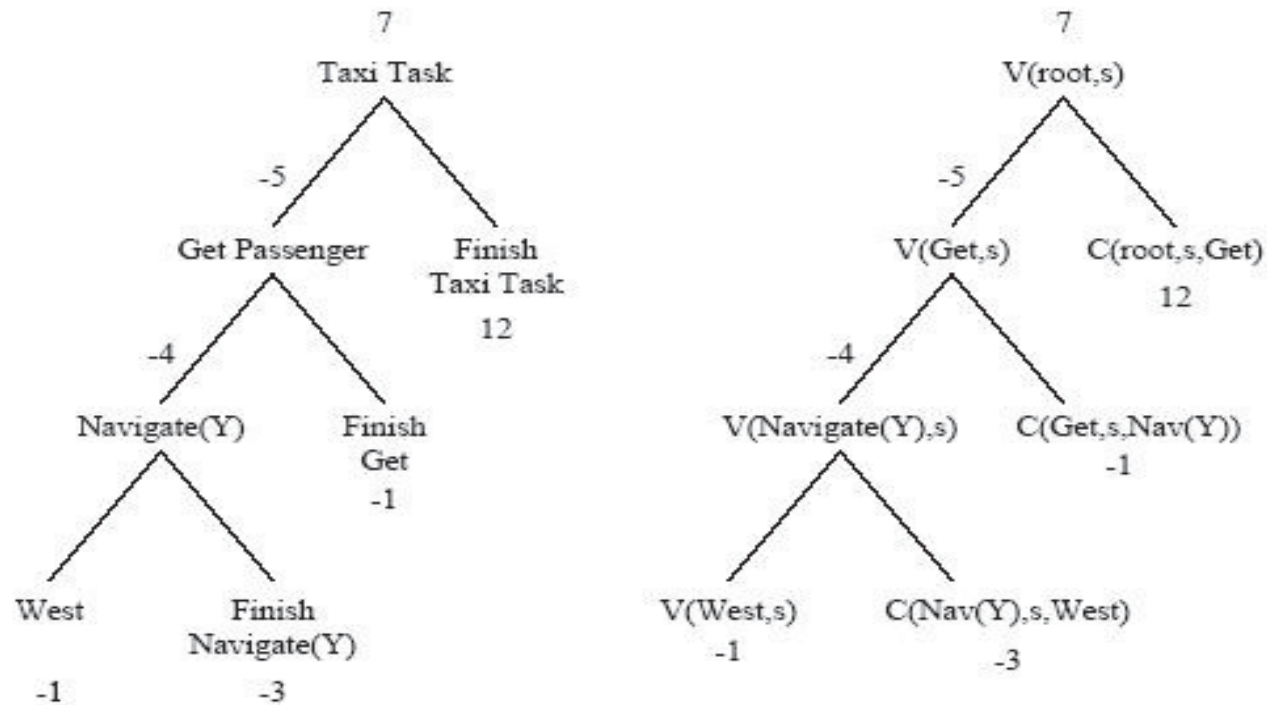 7 7
Taxi Task V(root,s)
-5 -5
Get Passenger Finish V(Get,s) C(root,s,Get)
Taxi Task
12 12
-4 -4
Navigate(Y) Finish V(Navigate(Y),s) C(Get,s,Nav(Y))
Get -1
-1
West Finish V(West,s) C(Nav(Y),s,West)
Navigate(Y) -1 -3
-1 -3